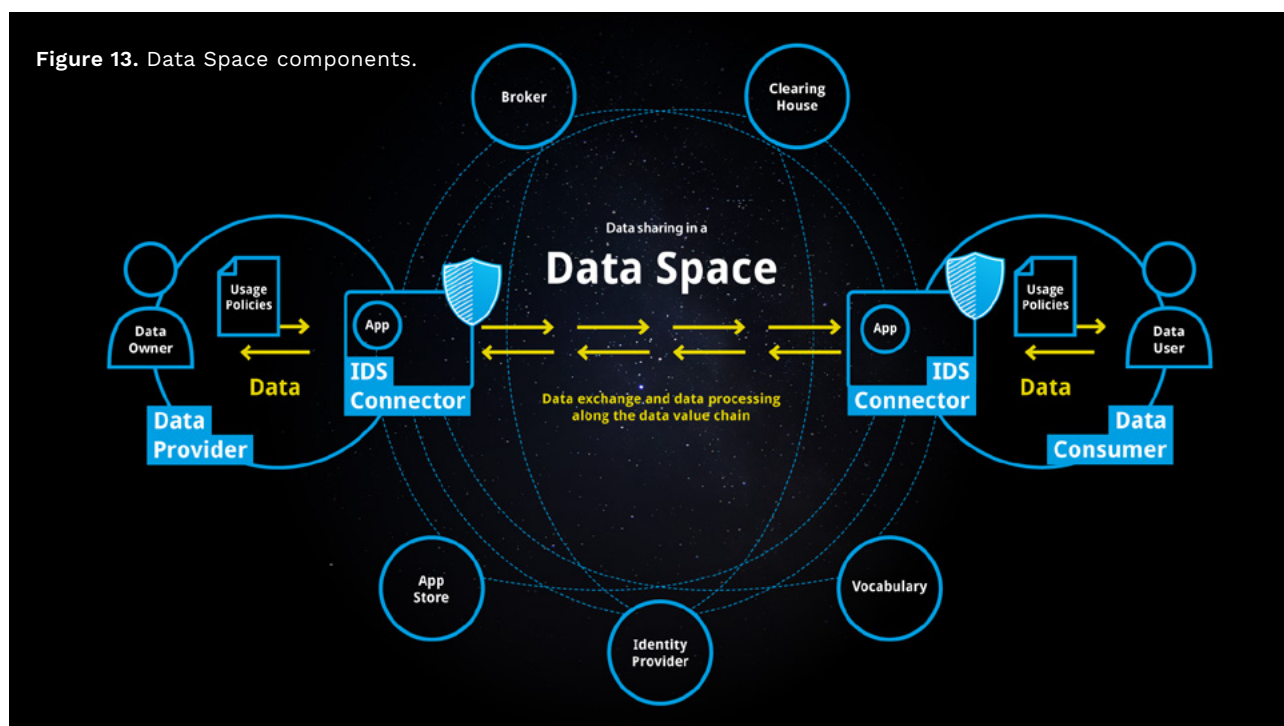 Figure 13. Data Space components.
Broker
Clearing
House
Data sharing in a
Data Space
Usage
Policies
App
IDS
Connector
Data
Owner
Data
Data
Provider
App
IDS
Connector
Usage
Policies
Data
User
Data
Data
Consumer
Data exchange and data processing
along the data value chain
App
Store
Identity
Provider
Vocabulary